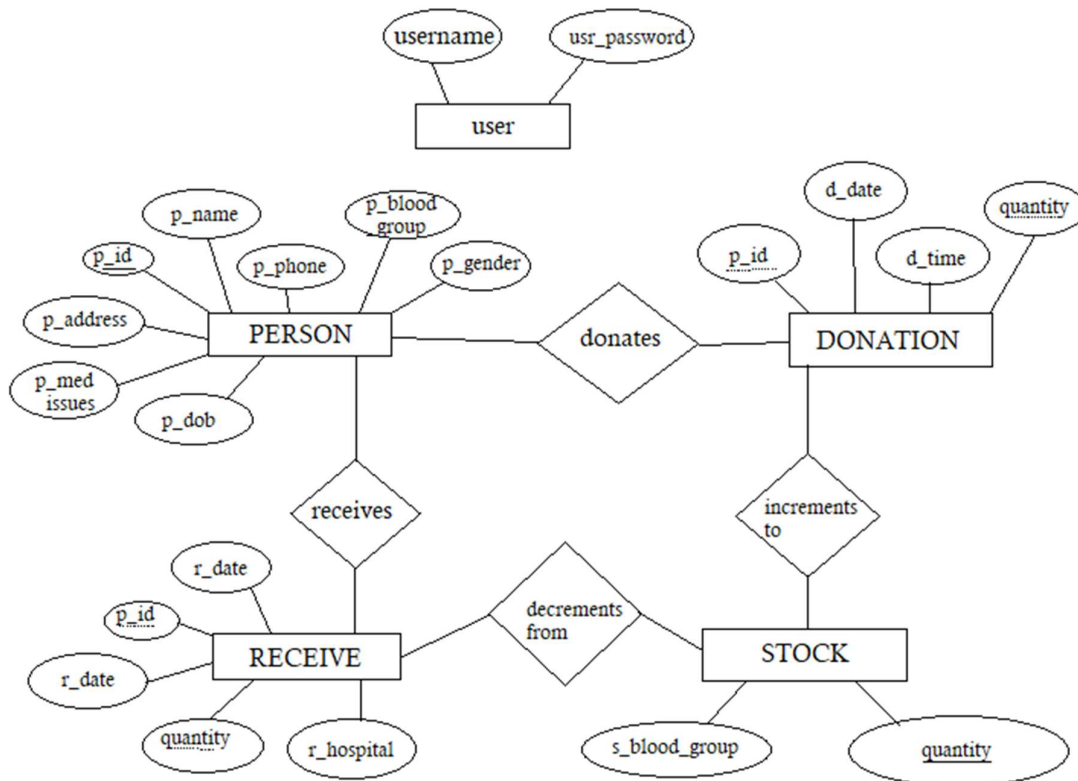 username
usr_password
user
d_date
p_blood
group
p_name
quantity
p_id
p_phone
p_gender
p_id
d_time
p_address
PERSON
donates
DONATION
p_med
issues
p_dob
receives
increments
to
r_date
p_id
decrements
from
RECEIVE
STOCK
r_date
quantity
r_hospital
s_blood_group
quantity